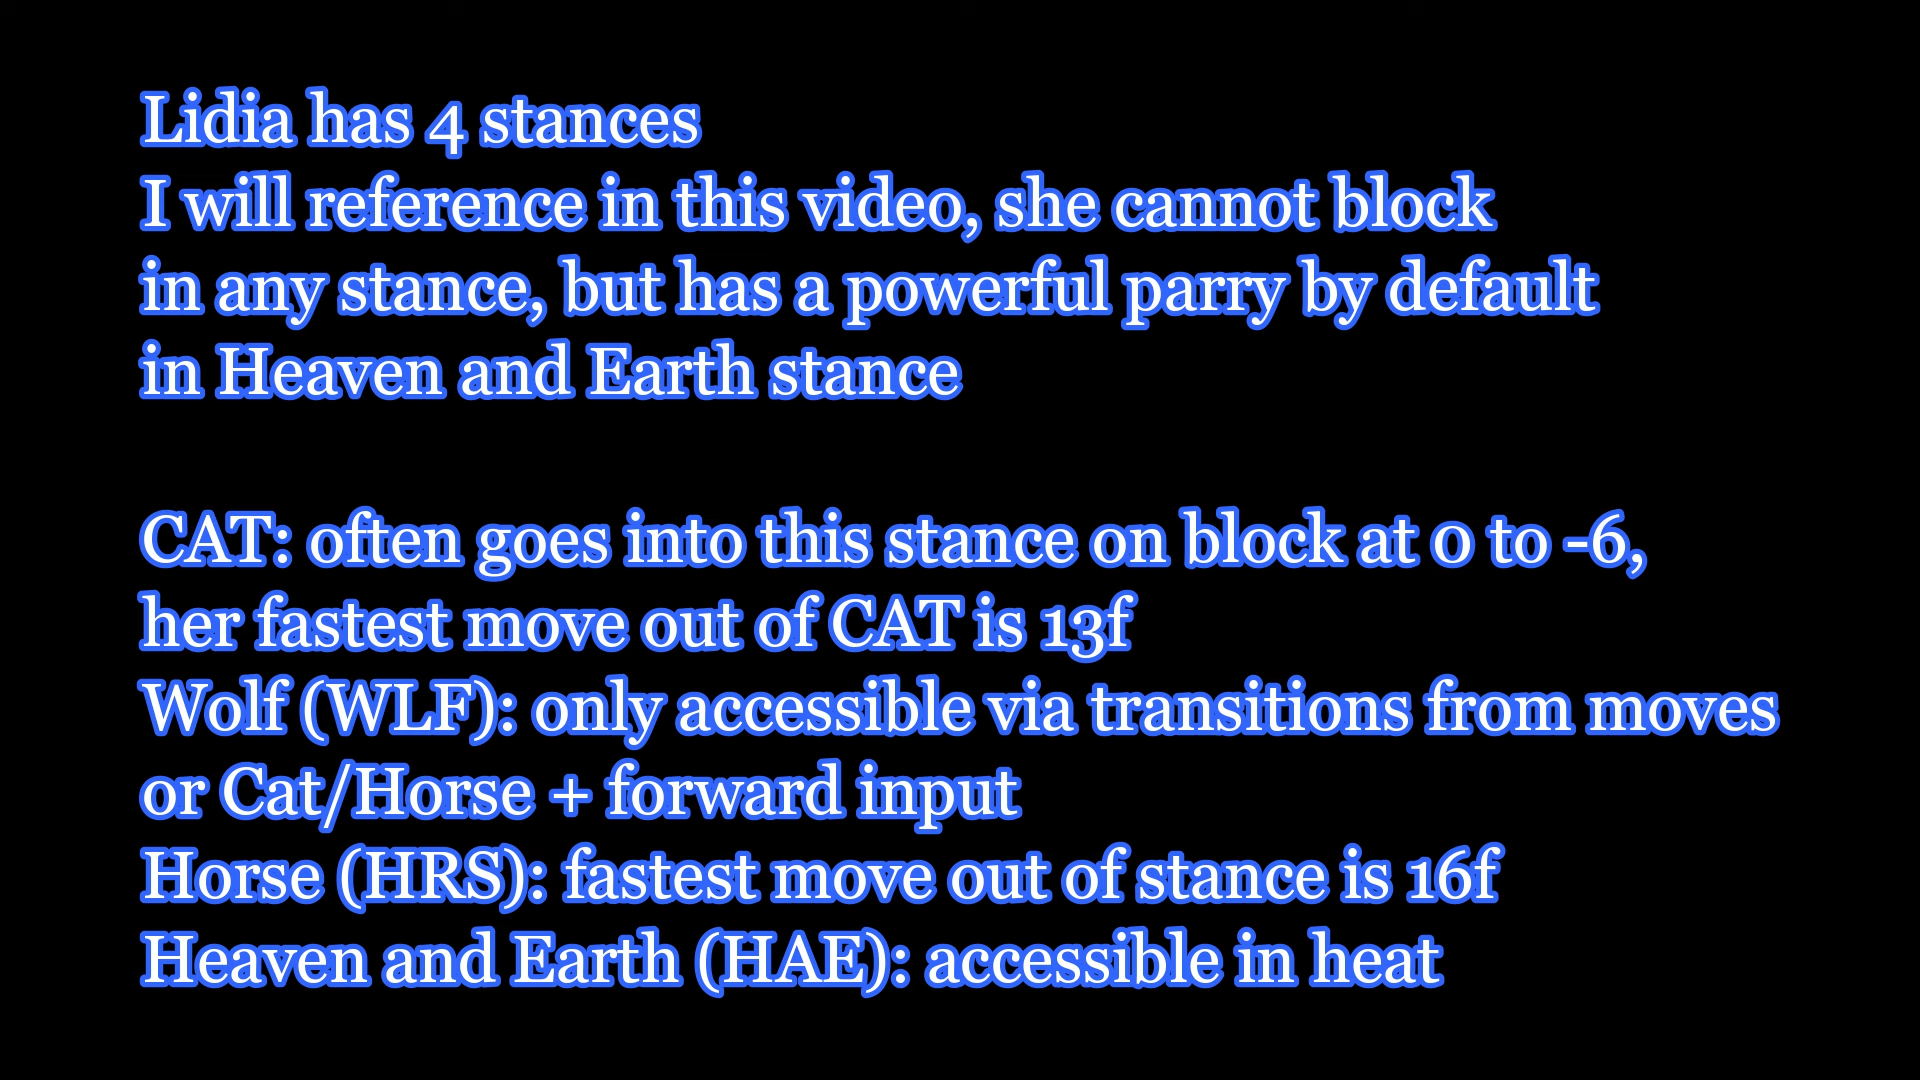 Lidia has 4 stances
I will reference in this video, she cannot block
in any stance, but has a powerful parry by default
in Heaven and Earth stance
CAT: often goes into this stance on block at 0 to -6,
her fastest move out of CAT is 13f
Wolf (WLF): only accessible via transitions from moves
or Cat/Horse + forward input
Horse (HRS): fastest move out of stance is 16f
Heaven and Earth (HAE): accessible in heat